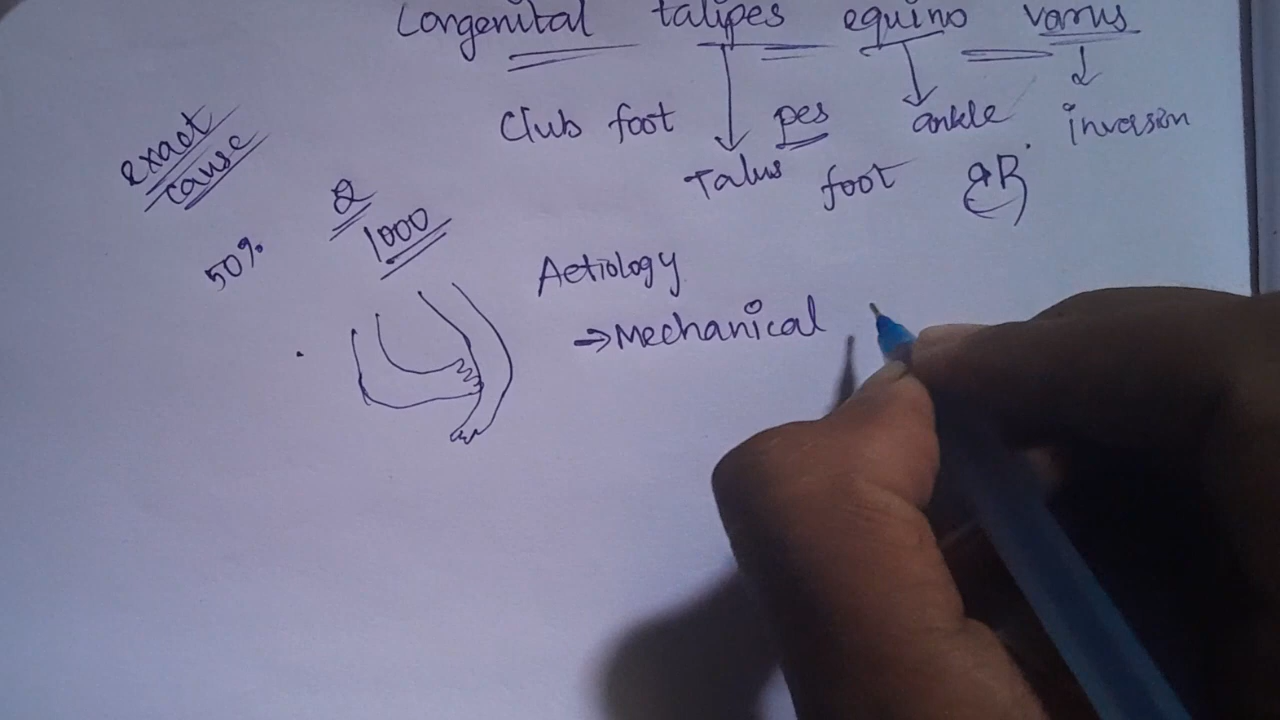 Congenital talipes equino varus
Club foot pes ankle inversion
Talus foot
exact
cause
2
1000
50%
Aetiology
→Mechanical